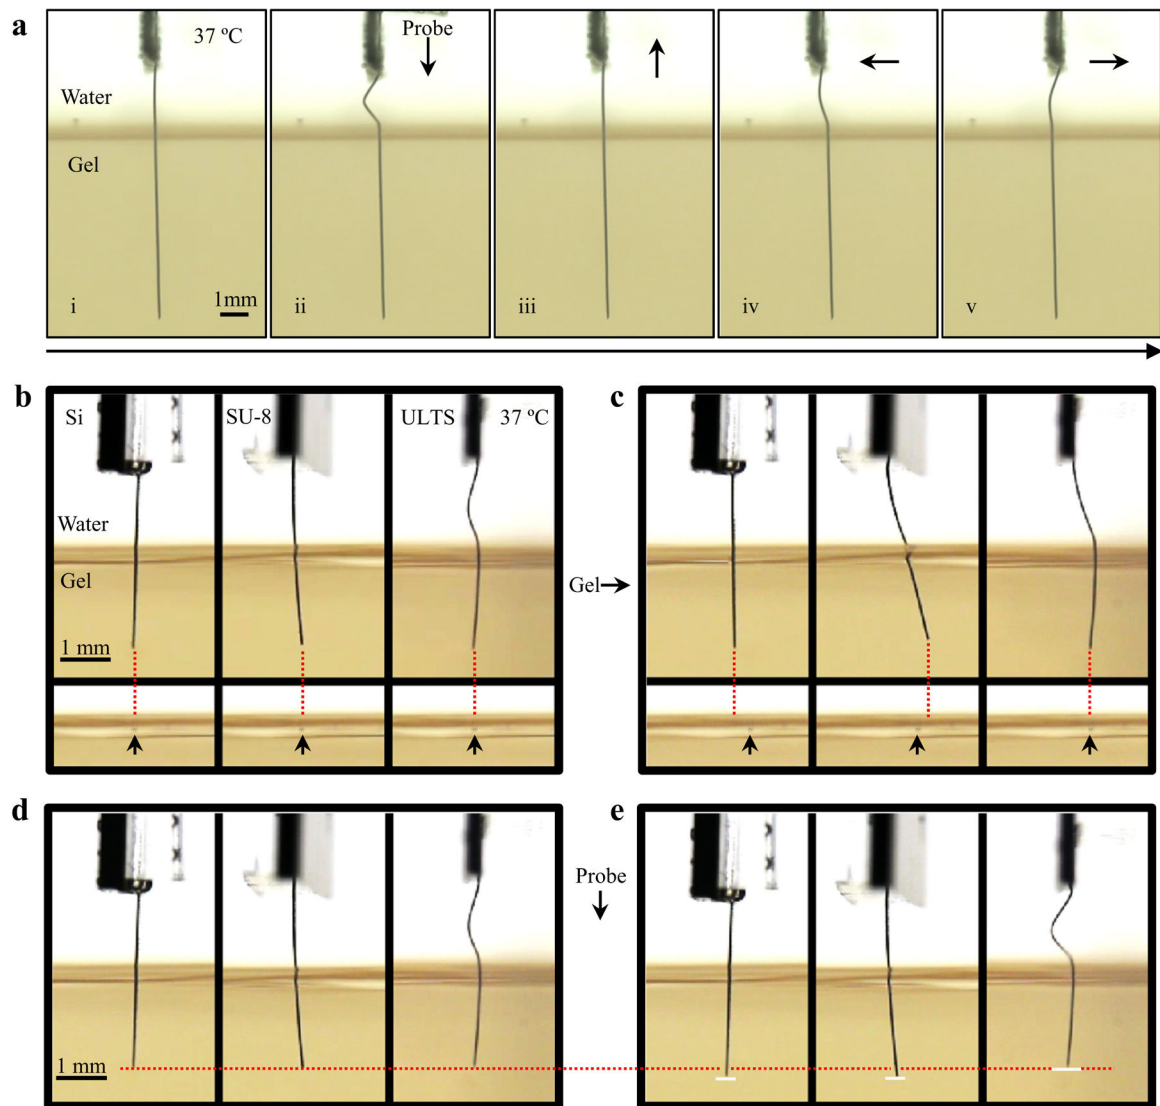 a
37 ºC
Probe
Water
Gel
1mm
i
ii
iii
iv
v
b
Si
SU-8
ULTS
37 ºC
Water
Gel
1 mm
c
Gel
d
1 mm
Probe
e